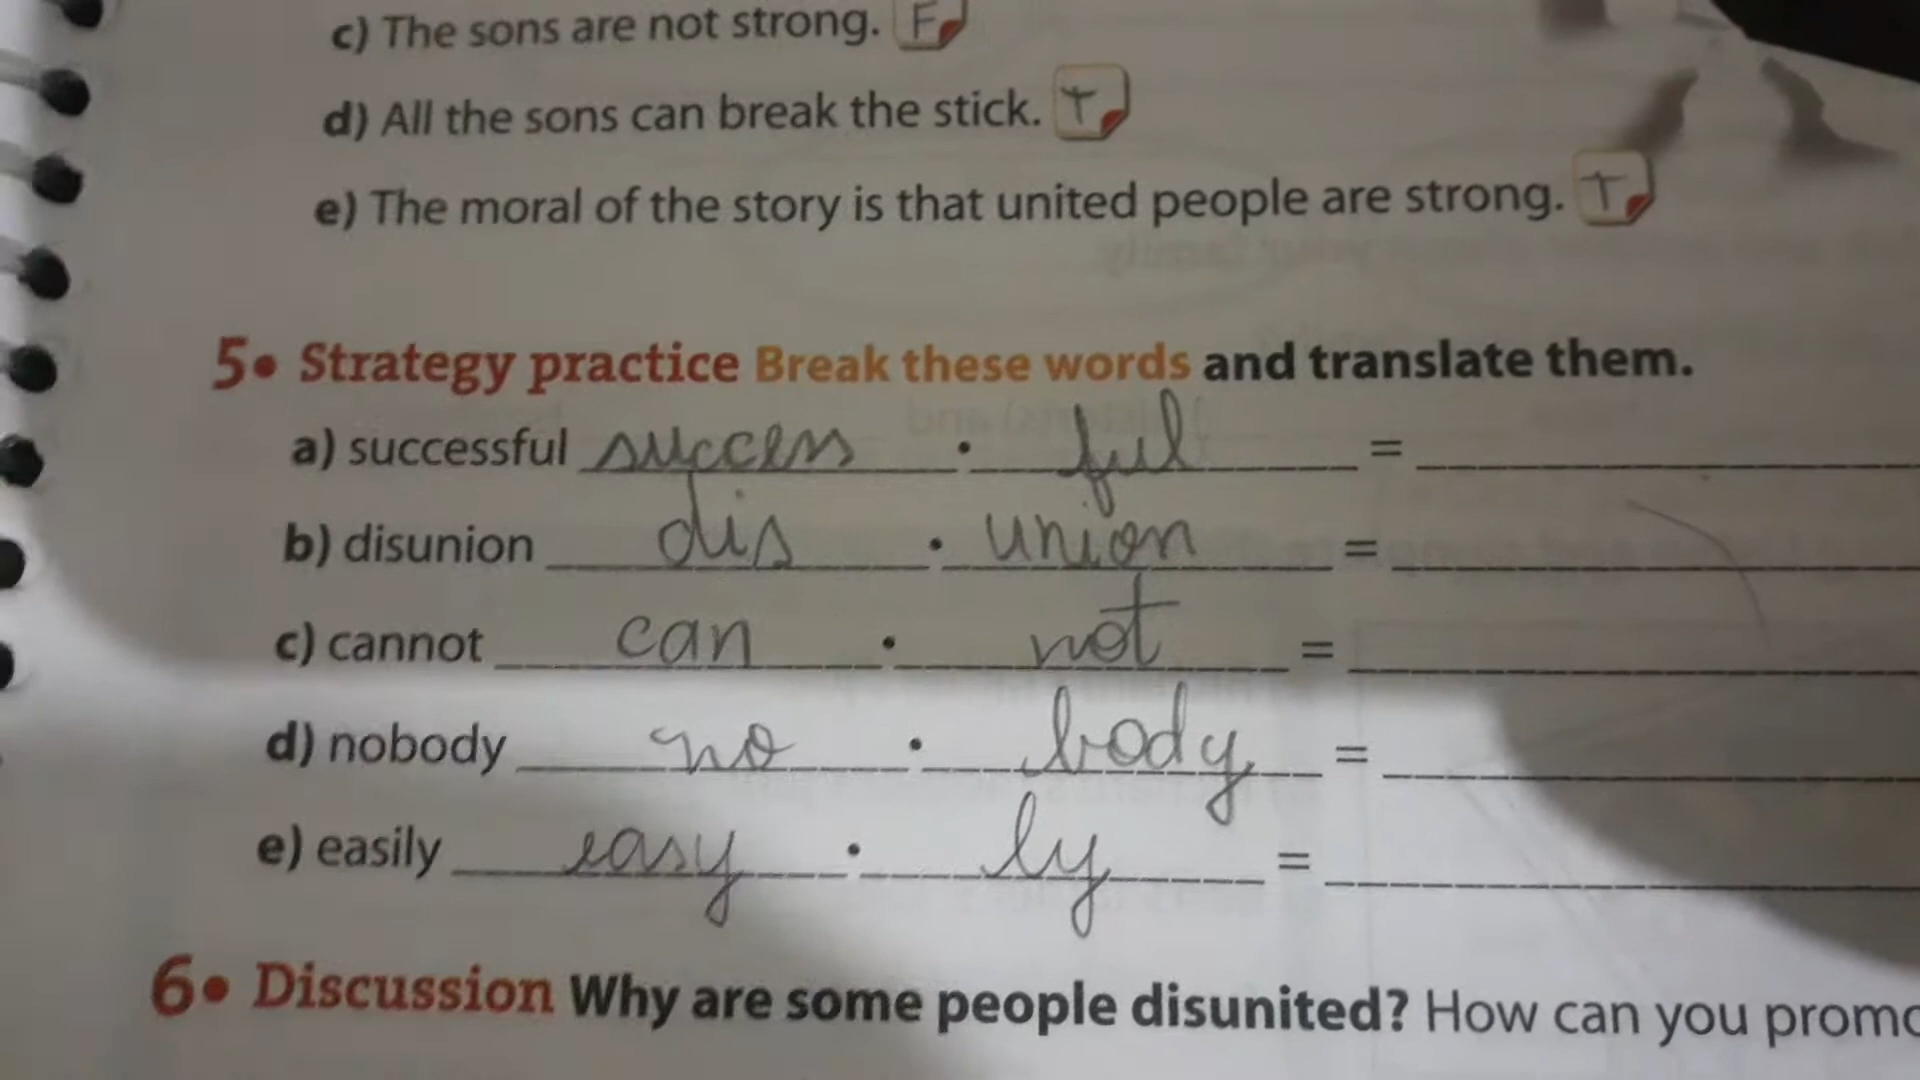 c) The sons are not strong. F
d) All the sons can break the stick. T
e) The moral of the story is that united people are strong. T
5• Strategy practice Break these words and translate them.
a) successful success • ful =
b) disunion dis • union =
c) cannot can • not =
d) nobody no • body =
e) easily easy • ly =
6• Discussion Why are some people disunited? How can you promo